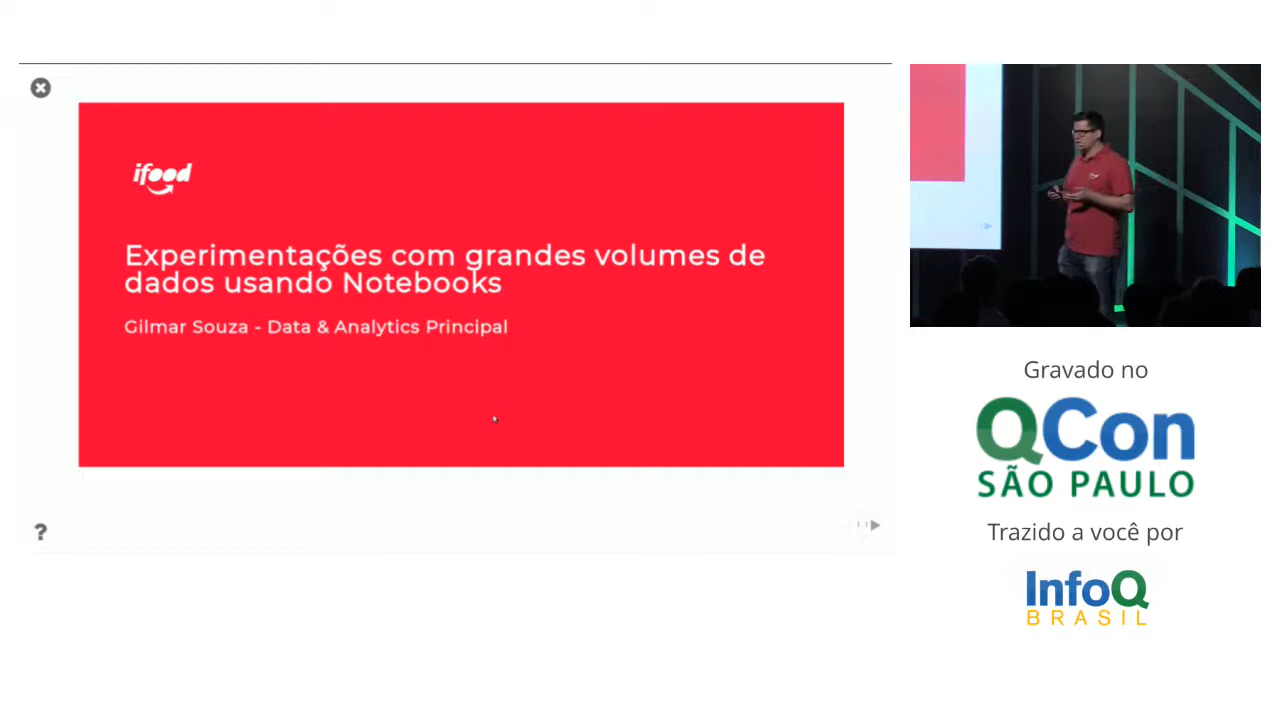 ifood
Experimentações com grandes volumes de
dados usando Notebooks
Gilmar Souza - Data & Analytics Principal
?
Gravado no
QCon
SÃO PAULO
Trazido a você por
InfoQ
BRASIL